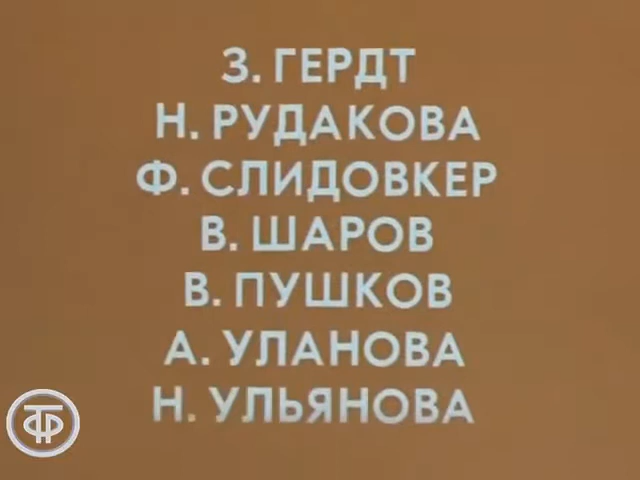 З. ГЕРДТ
Н. РУДАКОВА
Ф. СЛИДОВКЕР
В. ШАРОВ
В. ПУШКОВ
А. УЛАНОВА
Н. УЛЬЯНОВА